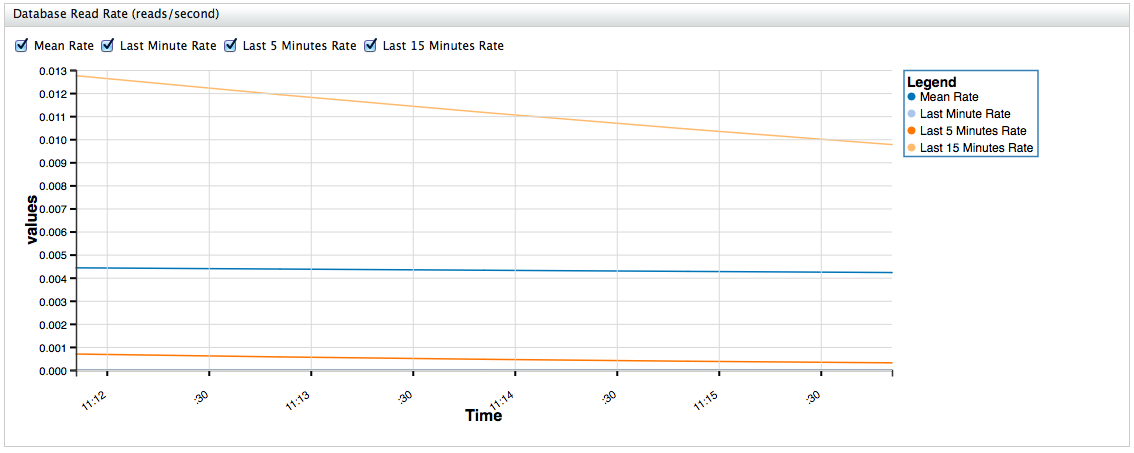 Database Read Rate (reads/second)
Mean Rate Last Minute Rate Last 5 Minutes Rate Last 15 Minutes Rate
0.013
0.012
0.011
0.010
0.009
0.008
0.007
0.006
0.005
0.004
0.003
0.002
0.001
0.000
values
11:12 :30 11:13 :30 11:14 :30 11:15 :30
Time
Legend
Mean Rate
Last Minute Rate
Last 5 Minutes Rate
Last 15 Minutes Rate